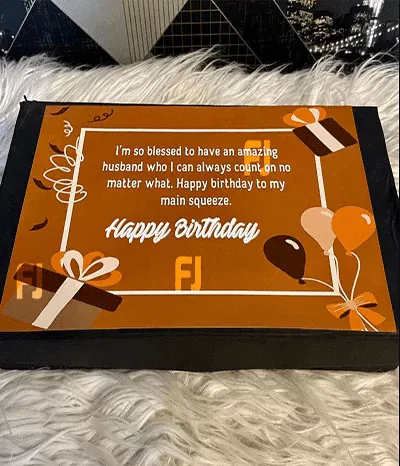 I'm so blessed to have an amazing
husband who I can always count on no
matter what. Happy birthday to my
main squeeze.
Happy Birthday
FJ
FJ
FJ